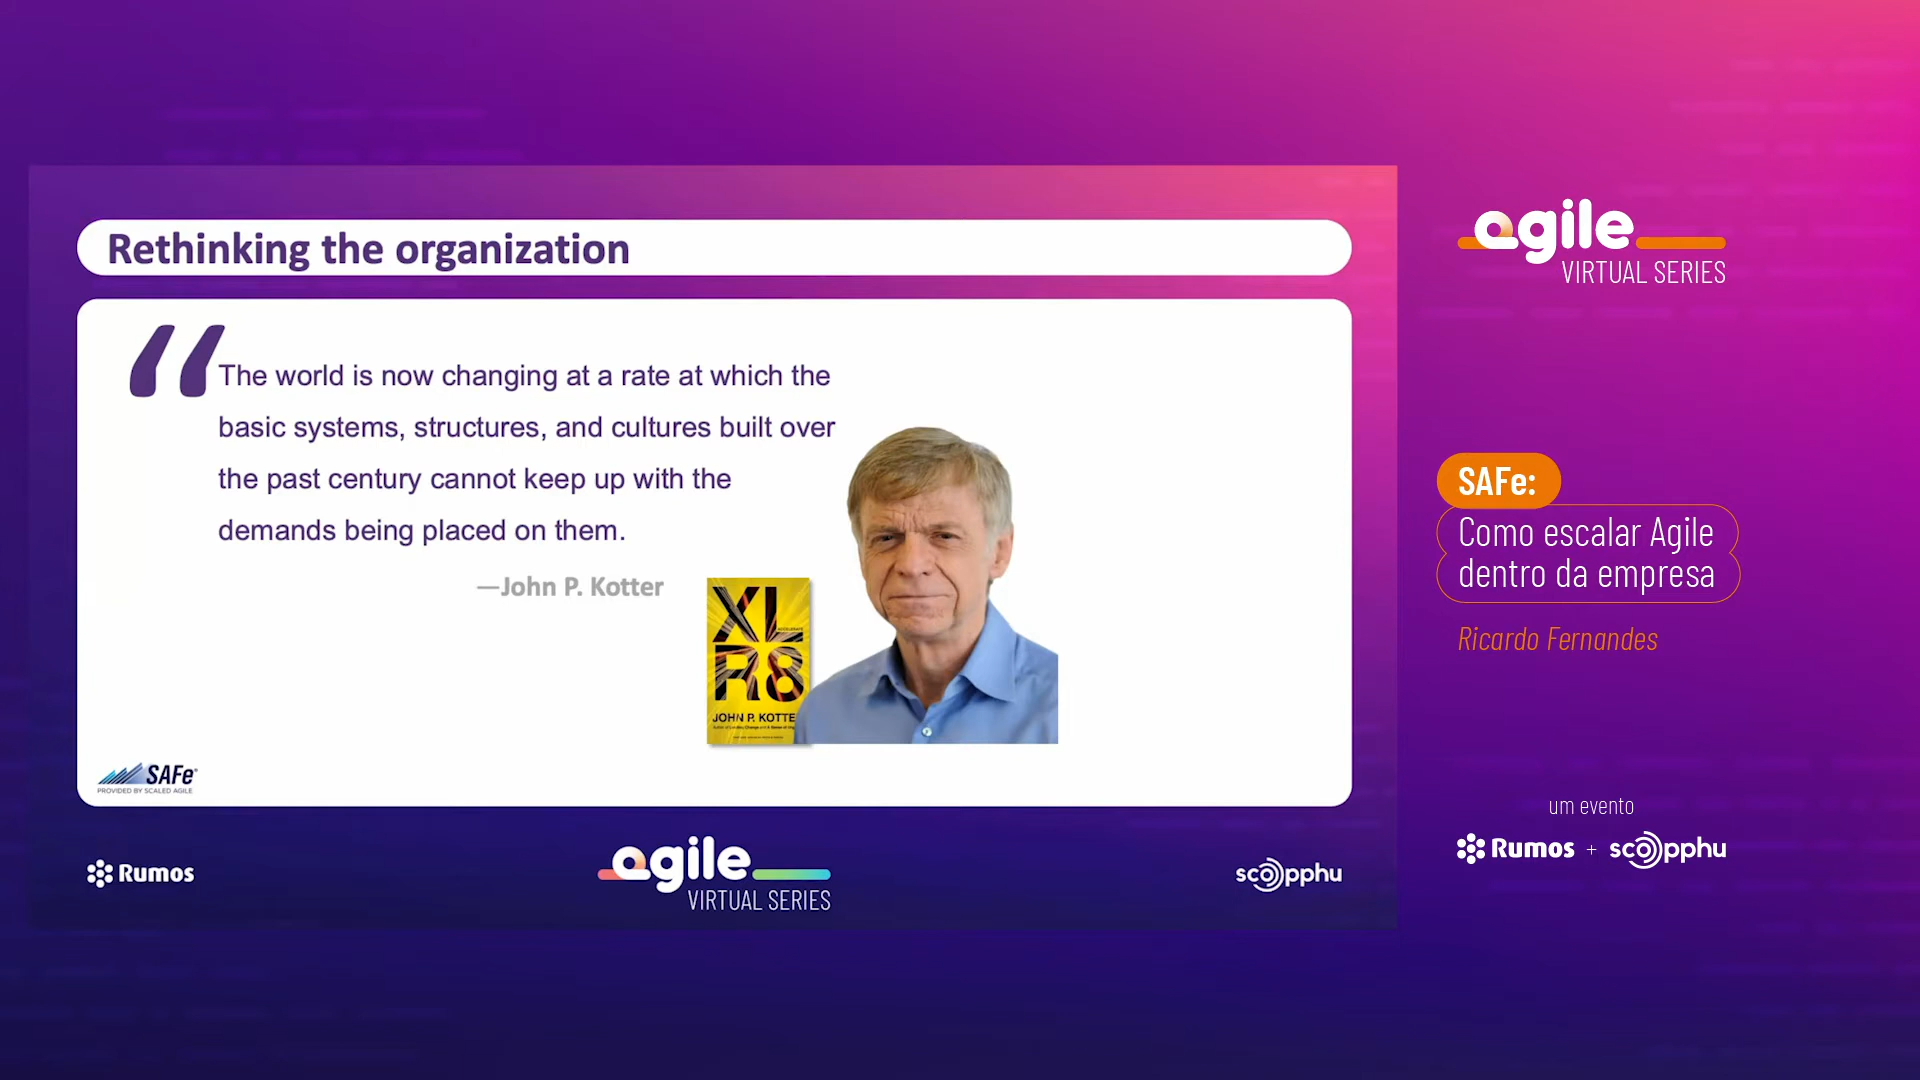 Rethinking the organization
“
The world is now changing at a rate at which the
basic systems, structures, and cultures built over
the past century cannot keep up with the
demands being placed on them.
—John P. Kotter
XL
ACCELERATE
R8
JOHN P. KOTTE
SAFe®
PROVIDED BY SCALED AGILE
Rumos
agile
VIRTUAL SERIES
scopphu
agile
VIRTUAL SERIES
SAFe:
Como escalar Agile
dentro da empresa
Ricardo Fernandes
um evento
Rumos + scopphu